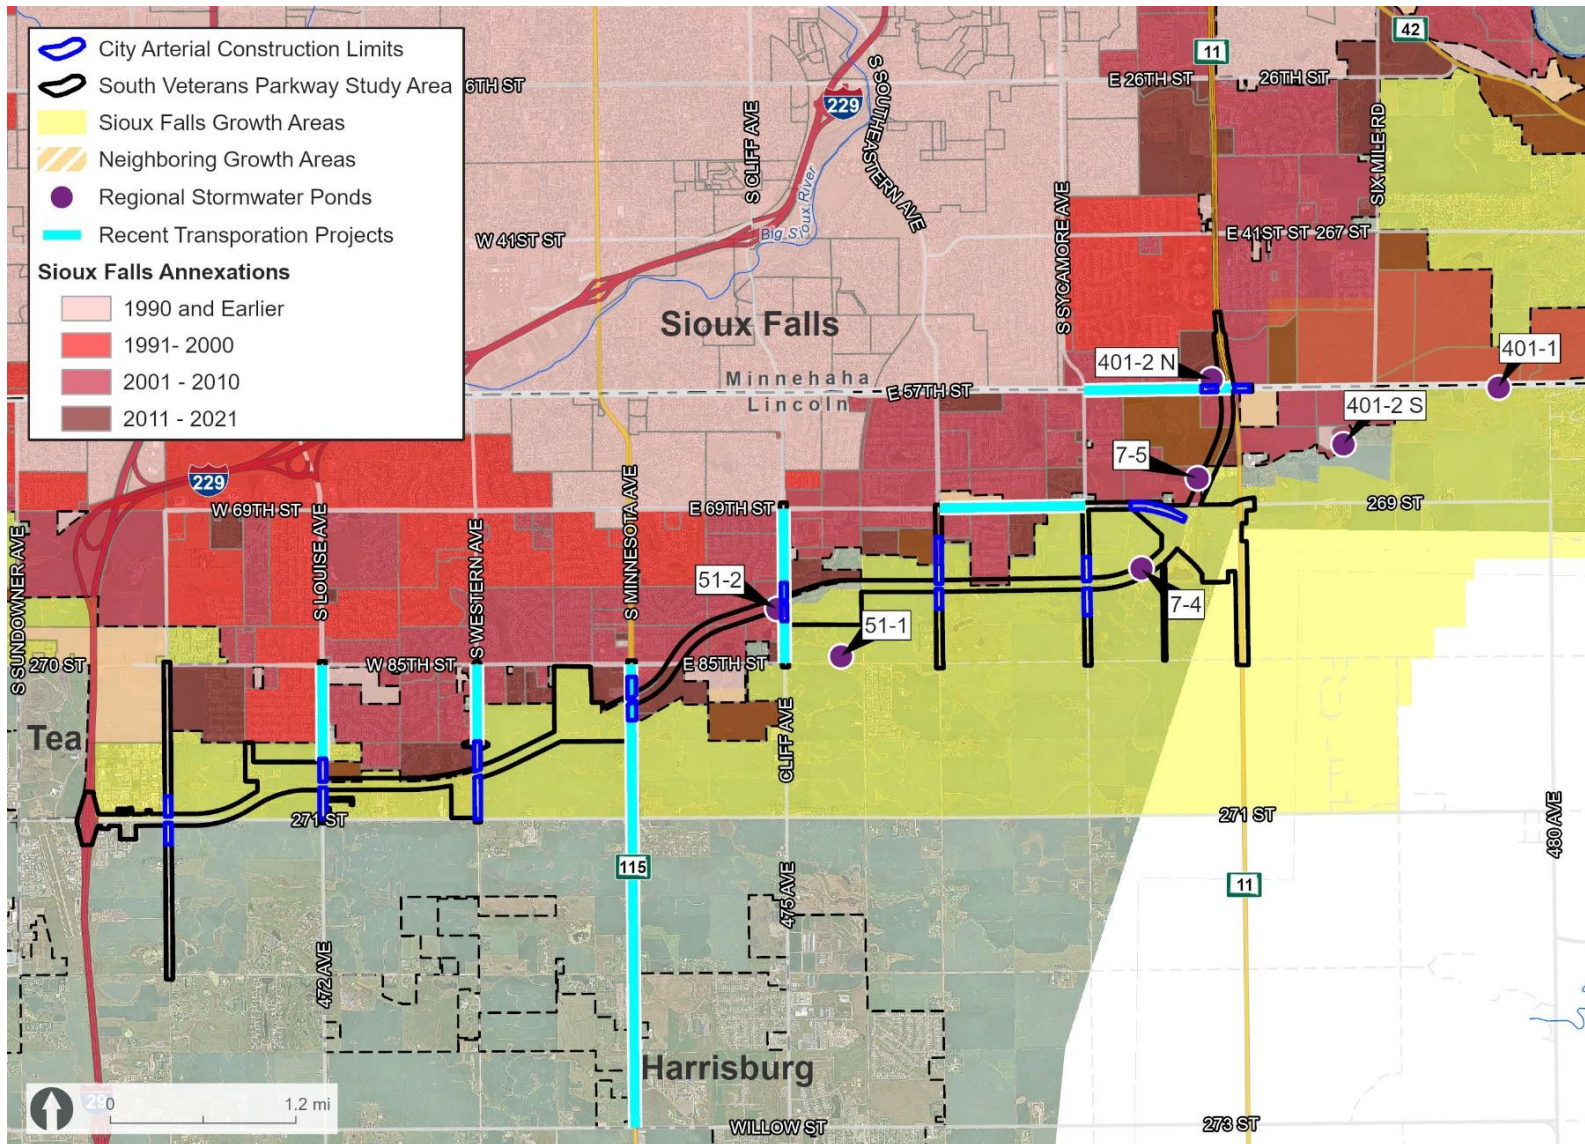 City Arterial Construction Limits
South Veterans Parkway Study Area
Sioux Falls Growth Areas
Neighboring Growth Areas
Regional Stormwater Ponds
Recent Transporation Projects
Sioux Falls Annexations
1990 and Earlier
1991- 2000
2001 - 2010
2011 - 2021
6TH ST
11
42
E 26TH ST
26TH ST
229
S SOUTHEASTERN AVE
S CLIFF AVE
SIX MILE RD
Big Sioux River
S SYCAMORE AVE
W 41ST ST
E 41ST ST
267 ST
Sioux Falls
Minnehaha
Lincoln
E 57TH ST
401-2 N
401-1
401-2 S
7-5
229
W 69TH ST
E 69TH ST
269 ST
S SUNDOWNER AVE
S LOUISE AVE
S WESTERN AVE
S MINNESOTA AVE
51-2
7-4
51-1
270 ST
W 85TH ST
E 85TH ST
Tea
CLIFF AVE
271 ST
271 ST
480 AVE
115
11
475 AVE
472 AVE
Harrisburg
29
0
1.2 mi
WILLOW ST
273 ST